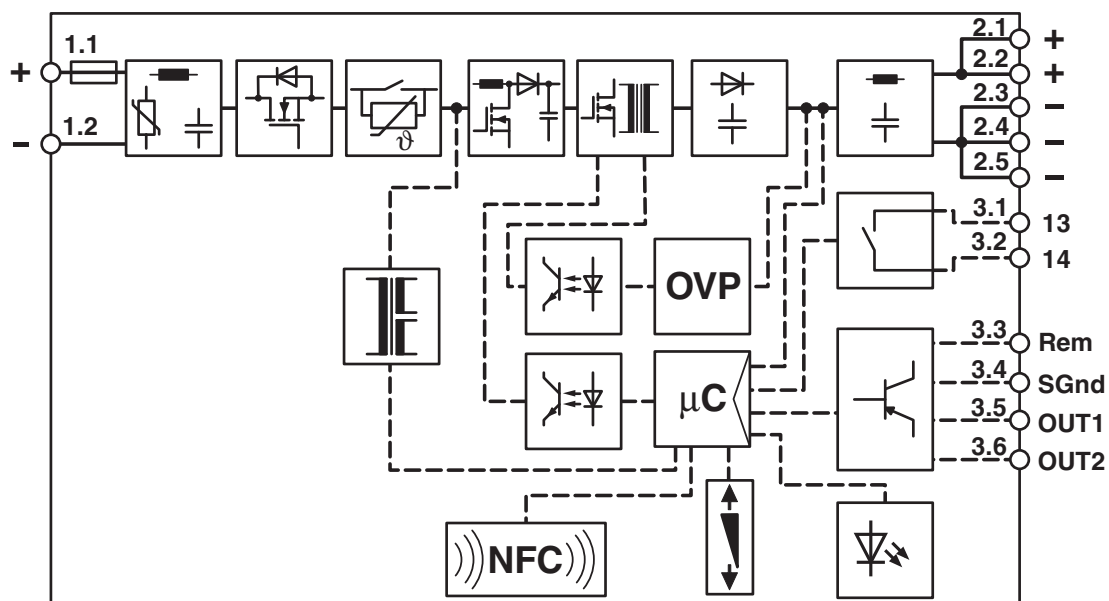 1.1
+
1.2
–
ϑ
2.1
+
2.2
+
2.3
–
2.4
–
2.5
–
3.1
13
3.2
14
OVP
μC
3.3
Rem
3.4
SGnd
3.5
OUT1
3.6
OUT2
NFC